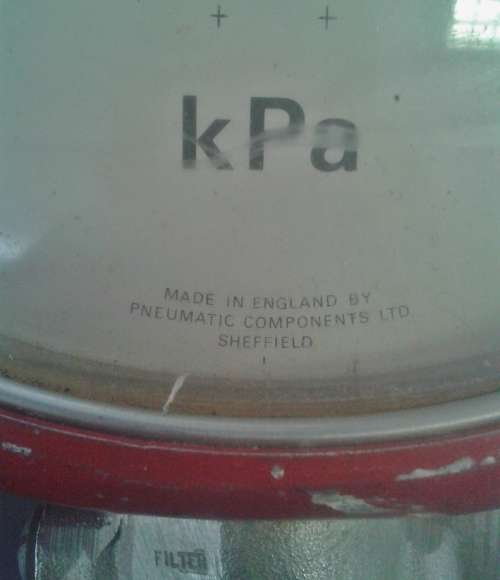 kPa
MADE IN ENGLAND BY
PNEUMATIC COMPONENTS LTD
SHEFFIELD
FILTER